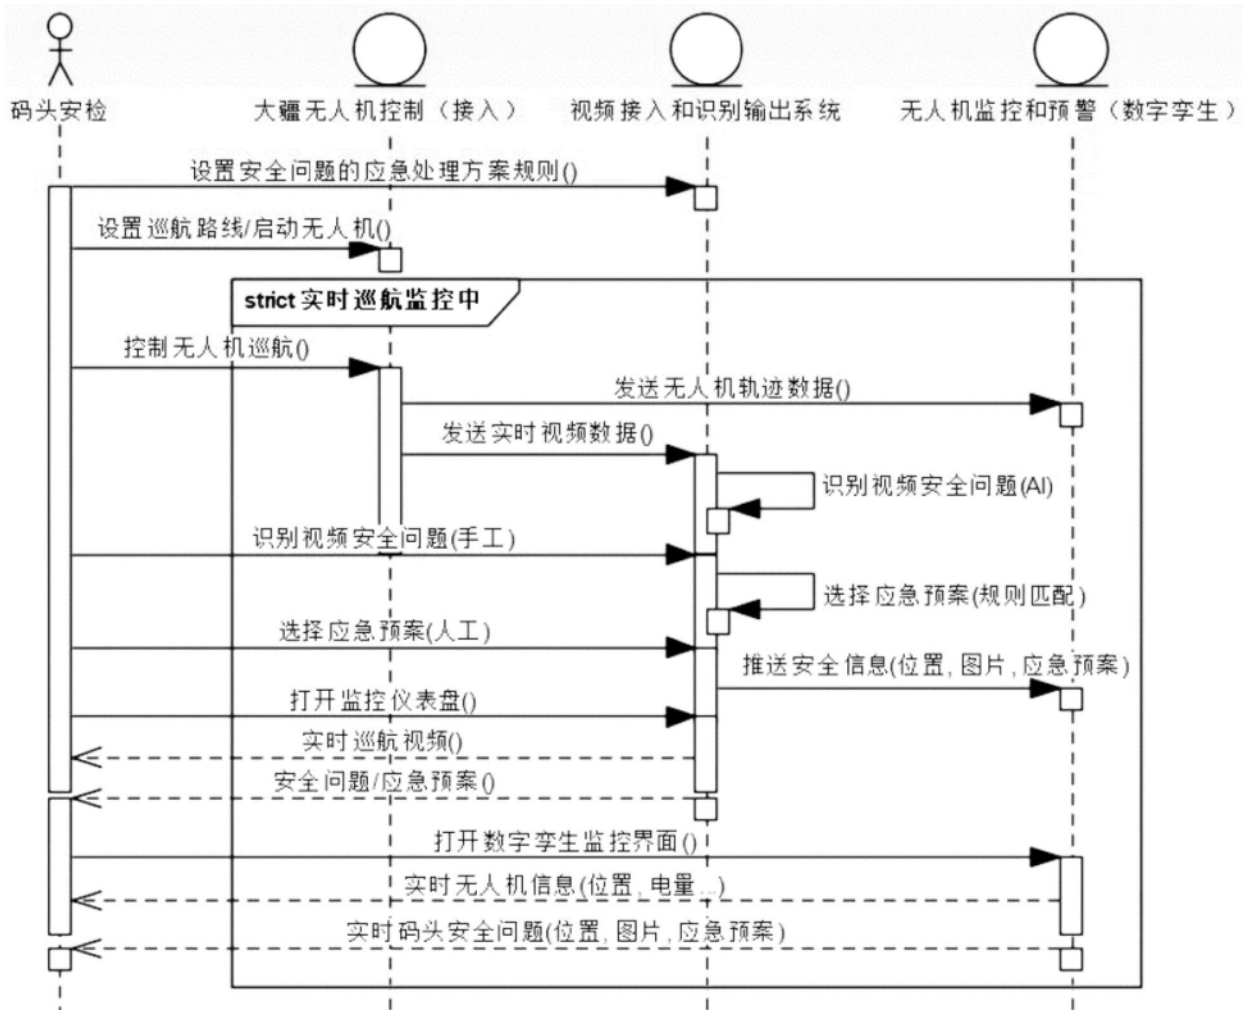 码头安检
大疆无人机控制（接入）
视频接入和识别输出系统
无人机监控和预警（数字孪生）
设置安全问题的应急处理方案规则()
设置巡航路线/启动无人机()
strict 实时巡航监控中
控制无人机巡航()
发送无人机轨迹数据()
发送实时视频数据()
识别视频安全问题(AI)
识别视频安全问题(手工)
选择应急预案(规则匹配)
选择应急预案(人工)
推送安全信息(位置, 图片, 应急预案)
打开监控仪表盘()
实时巡航视频()
安全问题/应急预案()
打开数字孪生监控界面()
实时无人机信息(位置, 电量...)
实时码头安全问题(位置, 图片, 应急预案)